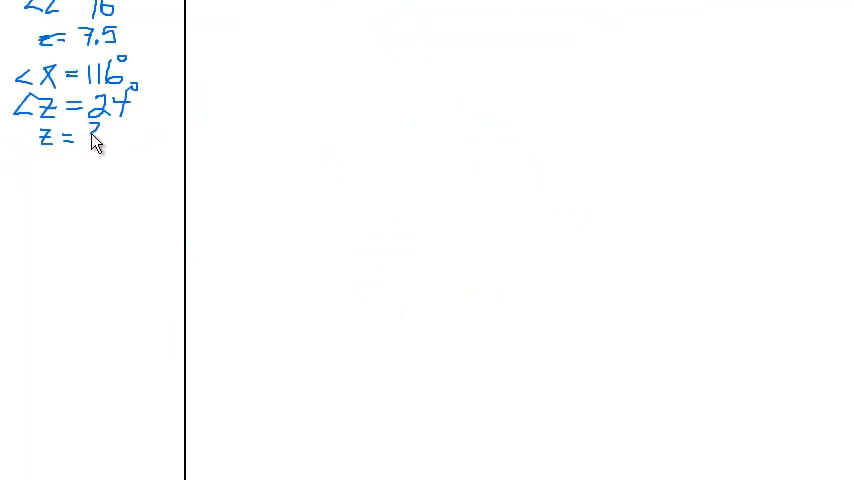 z = 7.5
∠X = 116°
∠Z = 24°
z =